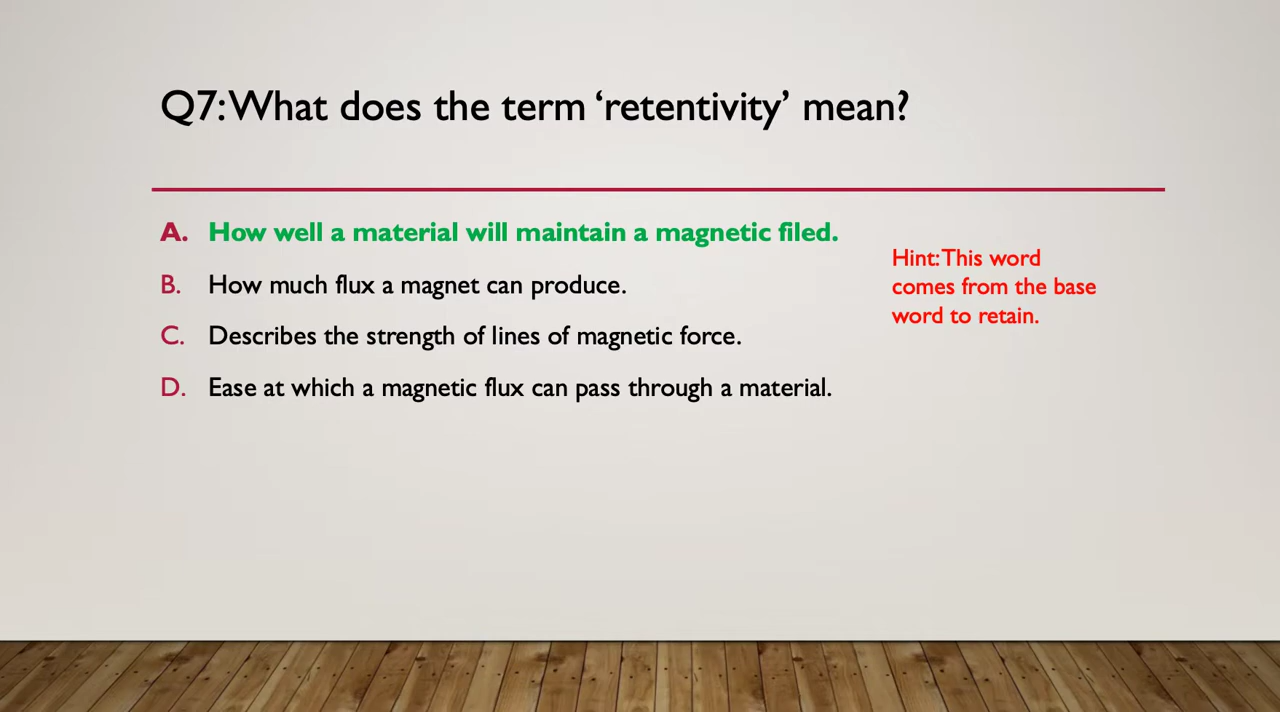 Q7: What does the term ‘retentivity’ mean?
A. How well a material will maintain a magnetic filed.
B. How much flux a magnet can produce.
C. Describes the strength of lines of magnetic force.
D. Ease at which a magnetic flux can pass through a material.
Hint: This word
comes from the base
word to retain.